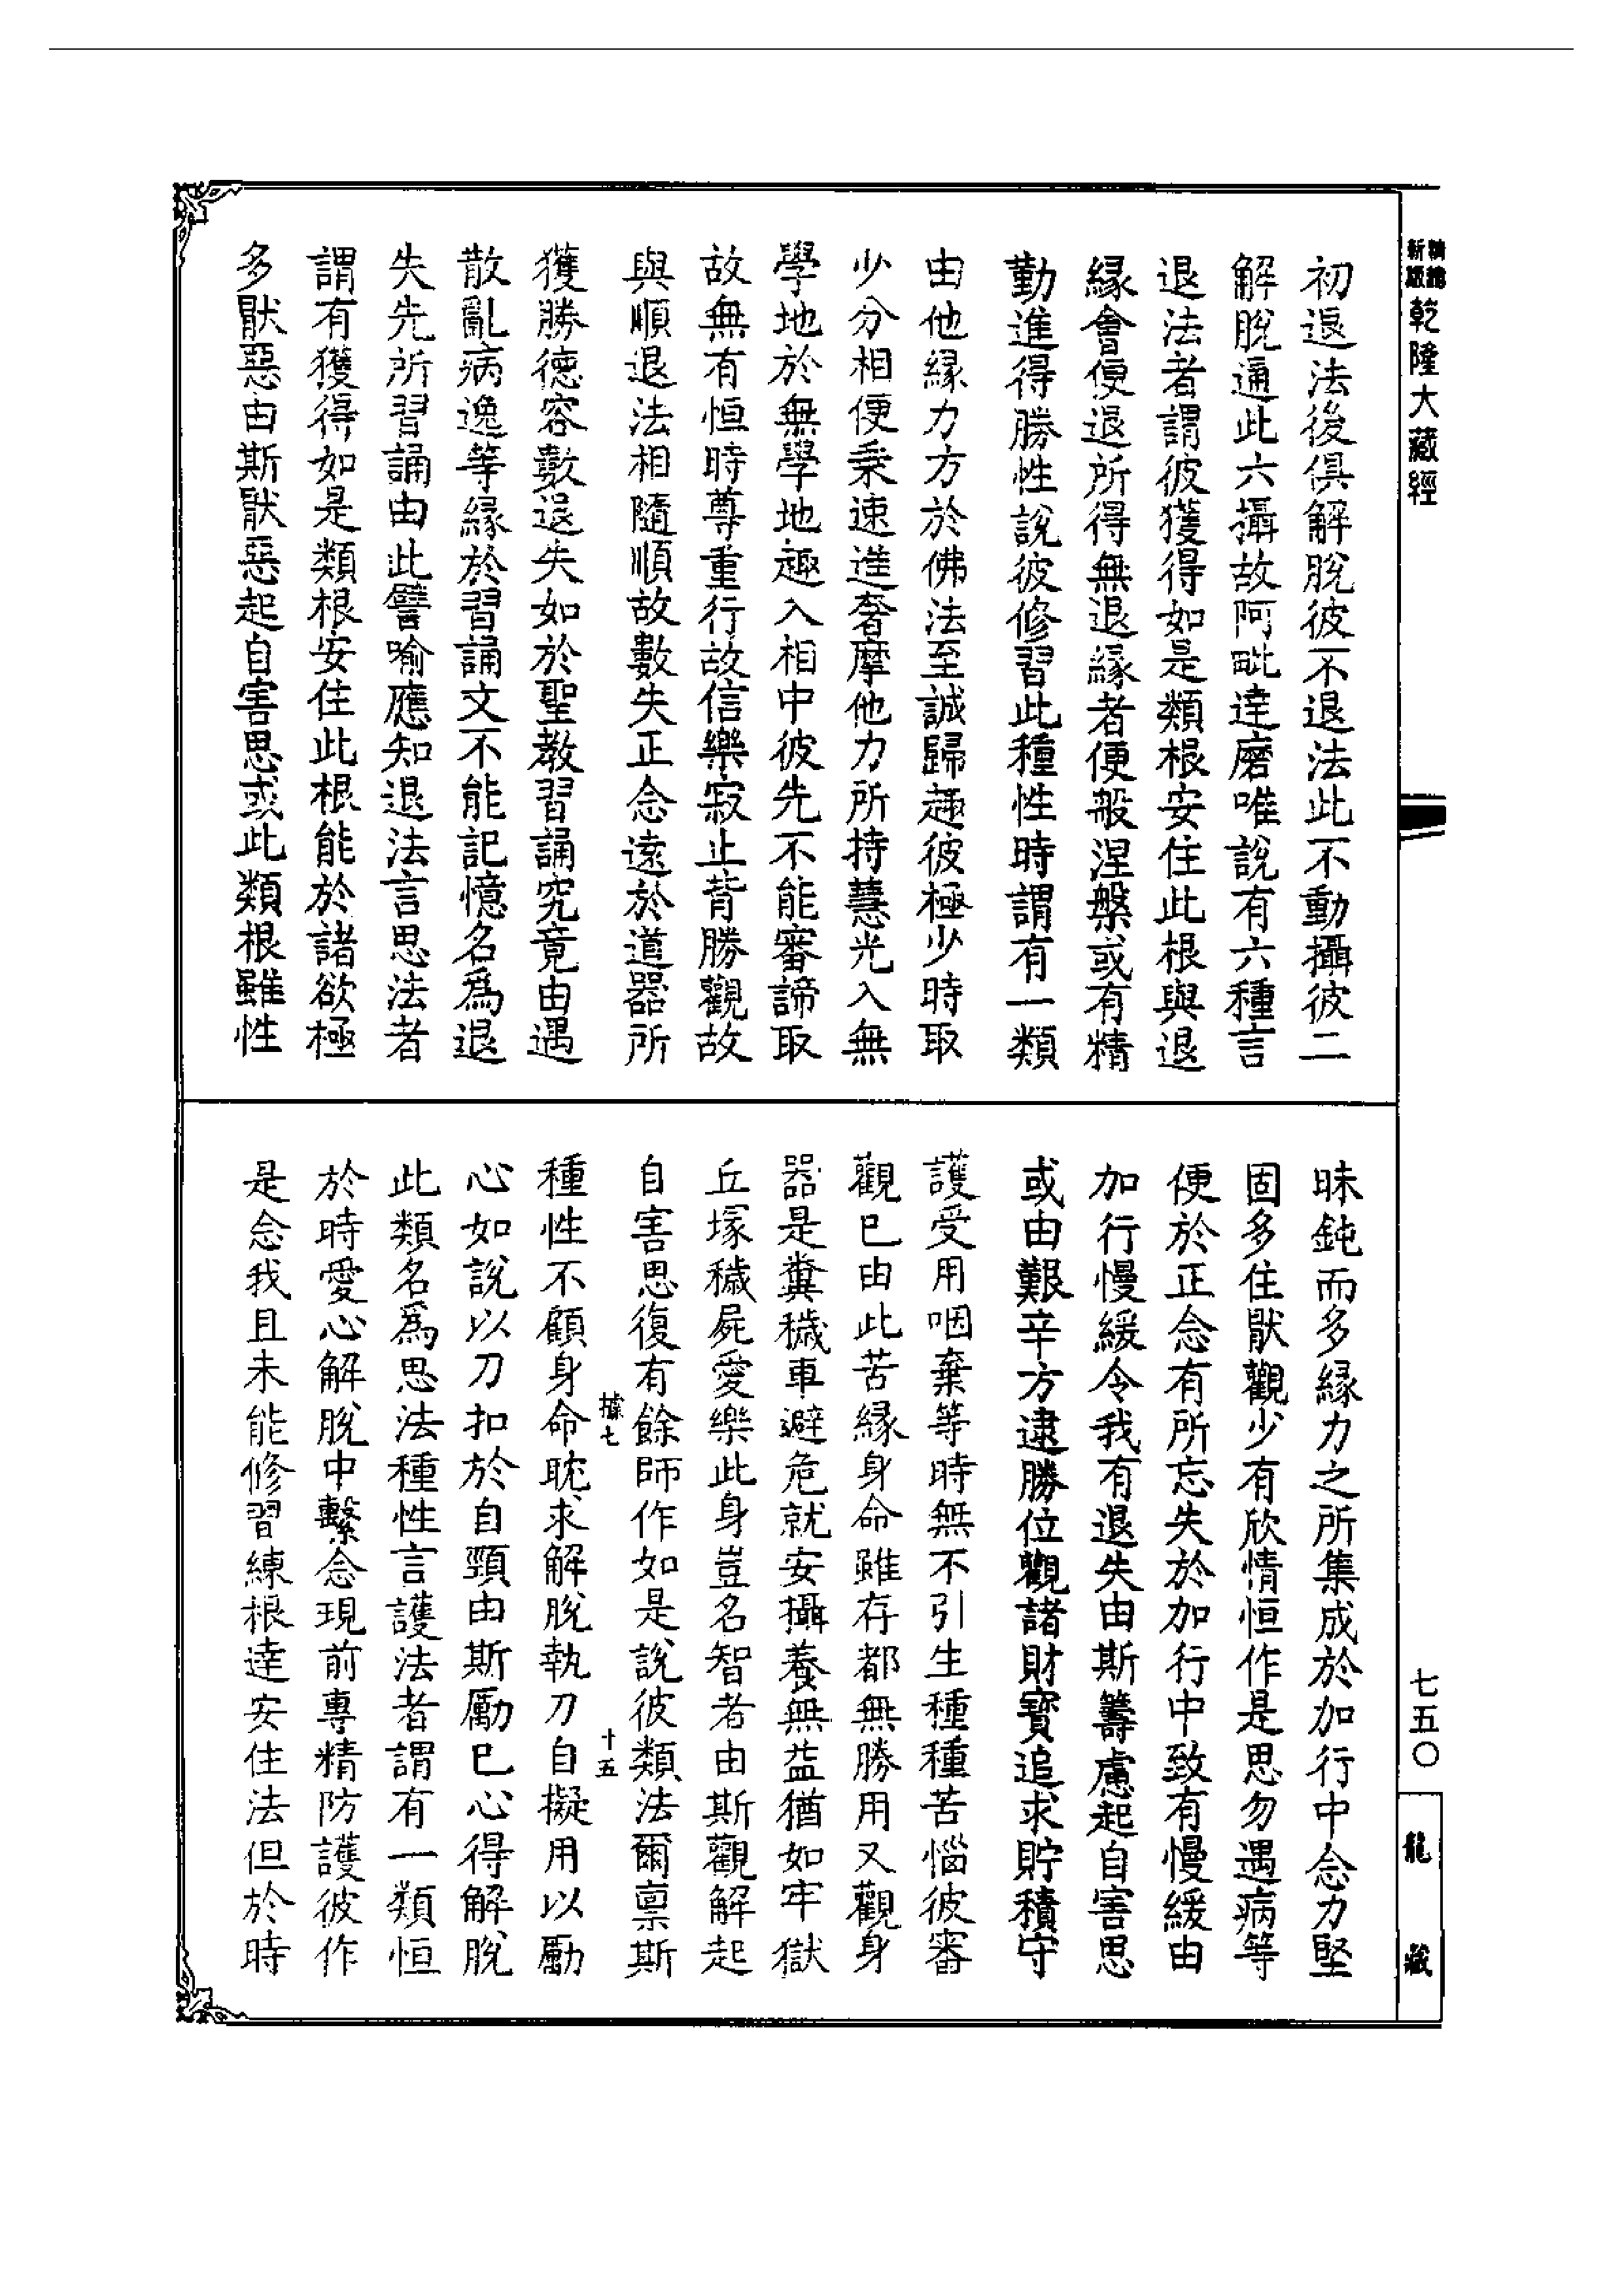 精縮新版乾隆大藏經
七五〇
龍藏
初退法後俱解脫彼不退法此不動攝彼二
解脫通此六攝故阿毗達磨唯說有六種言
退法者謂彼獲得如是類根安住此根與退
緣會便退所得無退緣者便般涅槃或有精
勤進得勝性說彼修習此種性時謂有一類
由他緣力方於佛法至誠歸趣彼極少時取
少分相便乘速進奢摩他力所持慧光入無
學地於無學地趣入相中彼先不能審諦取
故無有恒時尊重行故信樂寂止背勝觀故
與順退法相隨順故數失正念遠於道器所
獲勝德容數退失如於聖教習誦究竟由遇
散亂病逸等緣於習誦文不能記憶名爲退
失先所習誦由此譬喻應知退法言思法者
謂有獲得如是類根安住此根能於諸欲極
多猒惡由斯猒惡起自害思或此類根雖性
昧鈍而多緣力之所集成於加行中念力堅
固多住猒觀少有欣情恒作是思勿遇病等
便於正念有所忘失於加行中致有慢緩由
加行慢緩令我有退失由斯籌慮起自害思
或由艱辛方逮勝位觀諸財寶追求貯積守
護受用咽棄等時無不引生種種苦惱彼審
觀已由此苦緣身命雖存都無勝用又觀身
器是糞穢車避危就安攝養無益猶如牢獄
丘塚穢屍愛樂此身豈名智者由斯觀解起
自害思復有餘師作如是說彼類法爾稟斯
據七 十五
種性不顧身命耽求解脫執刀自擬用以勵
心如說以刀扣於自頸由斯勵已心得解脫
此類名爲思法種性言護法者謂有一類恒
於時愛心解脫中繫念現前專精防護彼作
是念我且未能修習練根達安住法但於時